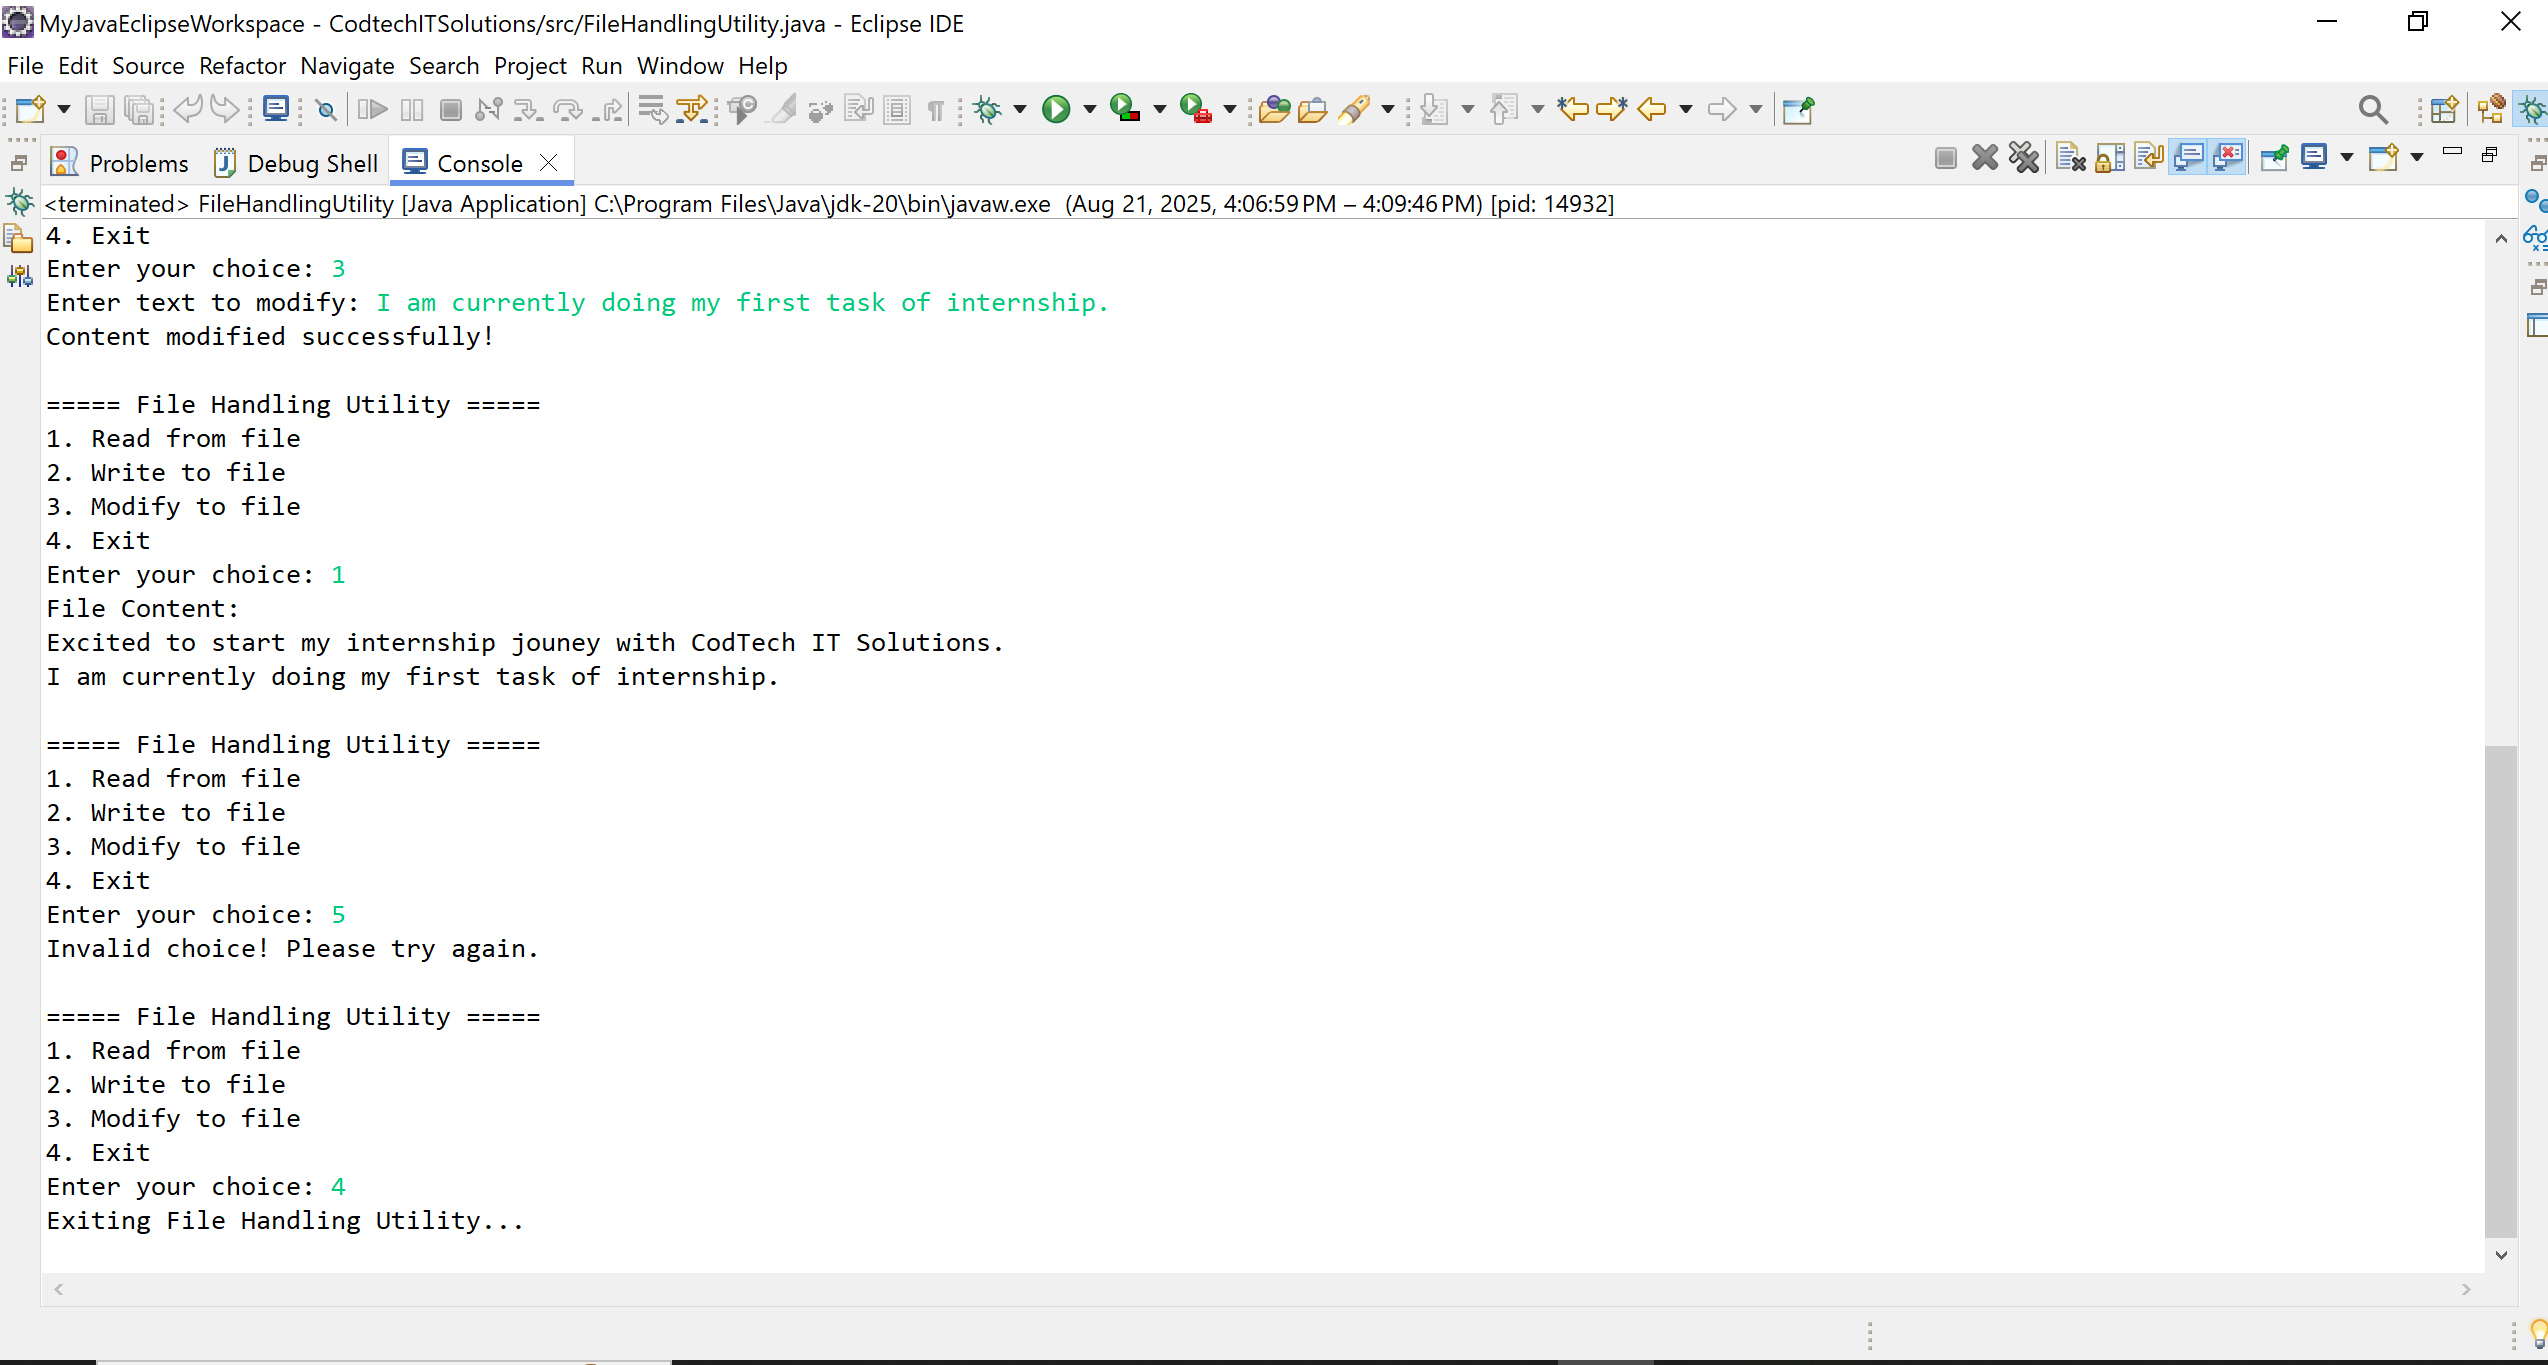 MyJavaEclipseWorkspace - CodtechITSolutions/src/FileHandlingUtility.java - Eclipse IDE
File Edit Source Refactor Navigate Search Project Run Window Help
Problems Debug Shell Console
<terminated> FileHandlingUtility [Java Application] C:\Program Files\Java\jdk-20\bin\javaw.exe (Aug 21, 2025, 4:06:59 PM – 4:09:46 PM) [pid: 14932]
4. Exit
Enter your choice: 3
Enter text to modify: I am currently doing my first task of internship.
Content modified successfully!
===== File Handling Utility =====
1. Read from file
2. Write to file
3. Modify to file
4. Exit
Enter your choice: 1
File Content:
Excited to start my internship jouney with CodTech IT Solutions.
I am currently doing my first task of internship.
===== File Handling Utility =====
1. Read from file
2. Write to file
3. Modify to file
4. Exit
Enter your choice: 5
Invalid choice! Please try again.
===== File Handling Utility =====
1. Read from file
2. Write to file
3. Modify to file
4. Exit
Enter your choice: 4
Exiting File Handling Utility...